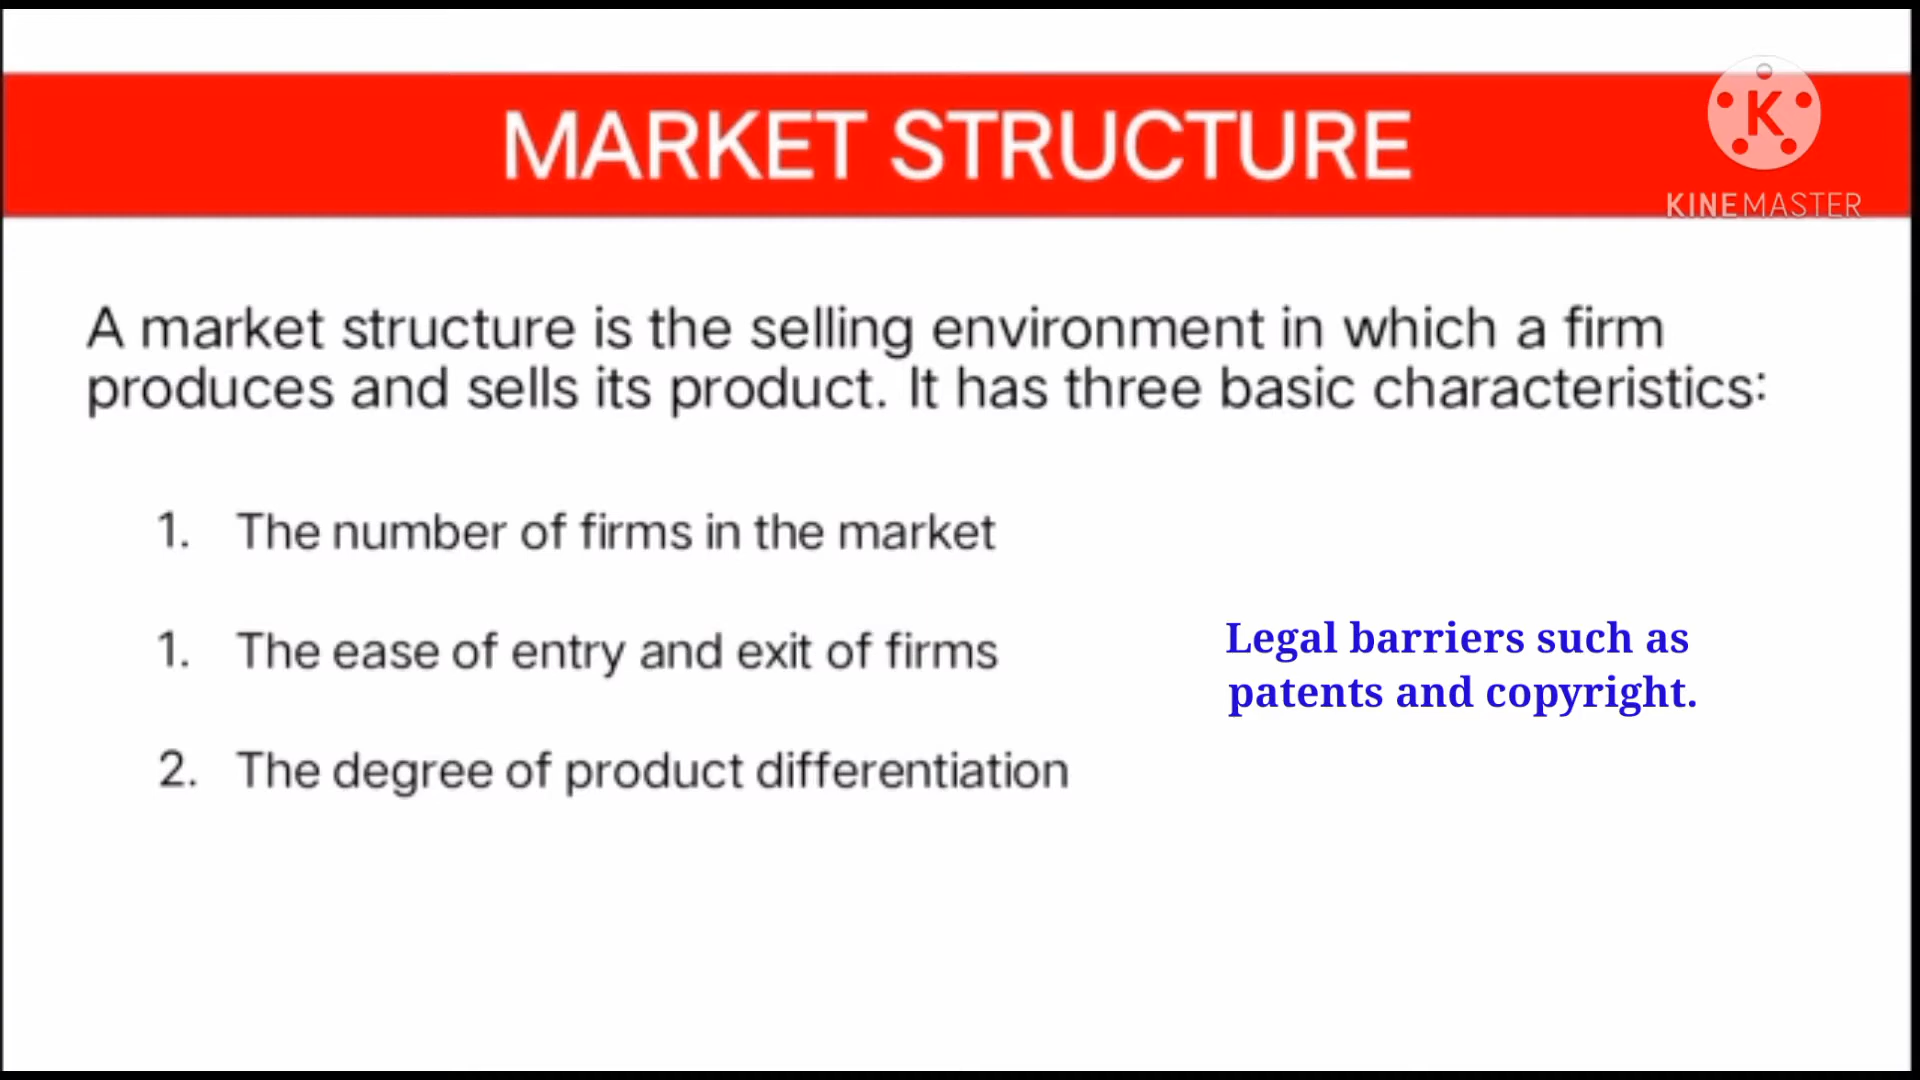 MARKET STRUCTURE
K
KINEMASTER
A market structure is the selling environment in which a firm
produces and sells its product. It has three basic characteristics:
1. The number of firms in the market
1. The ease of entry and exit of firms
Legal barriers such as
patents and copyright.
2. The degree of product differentiation